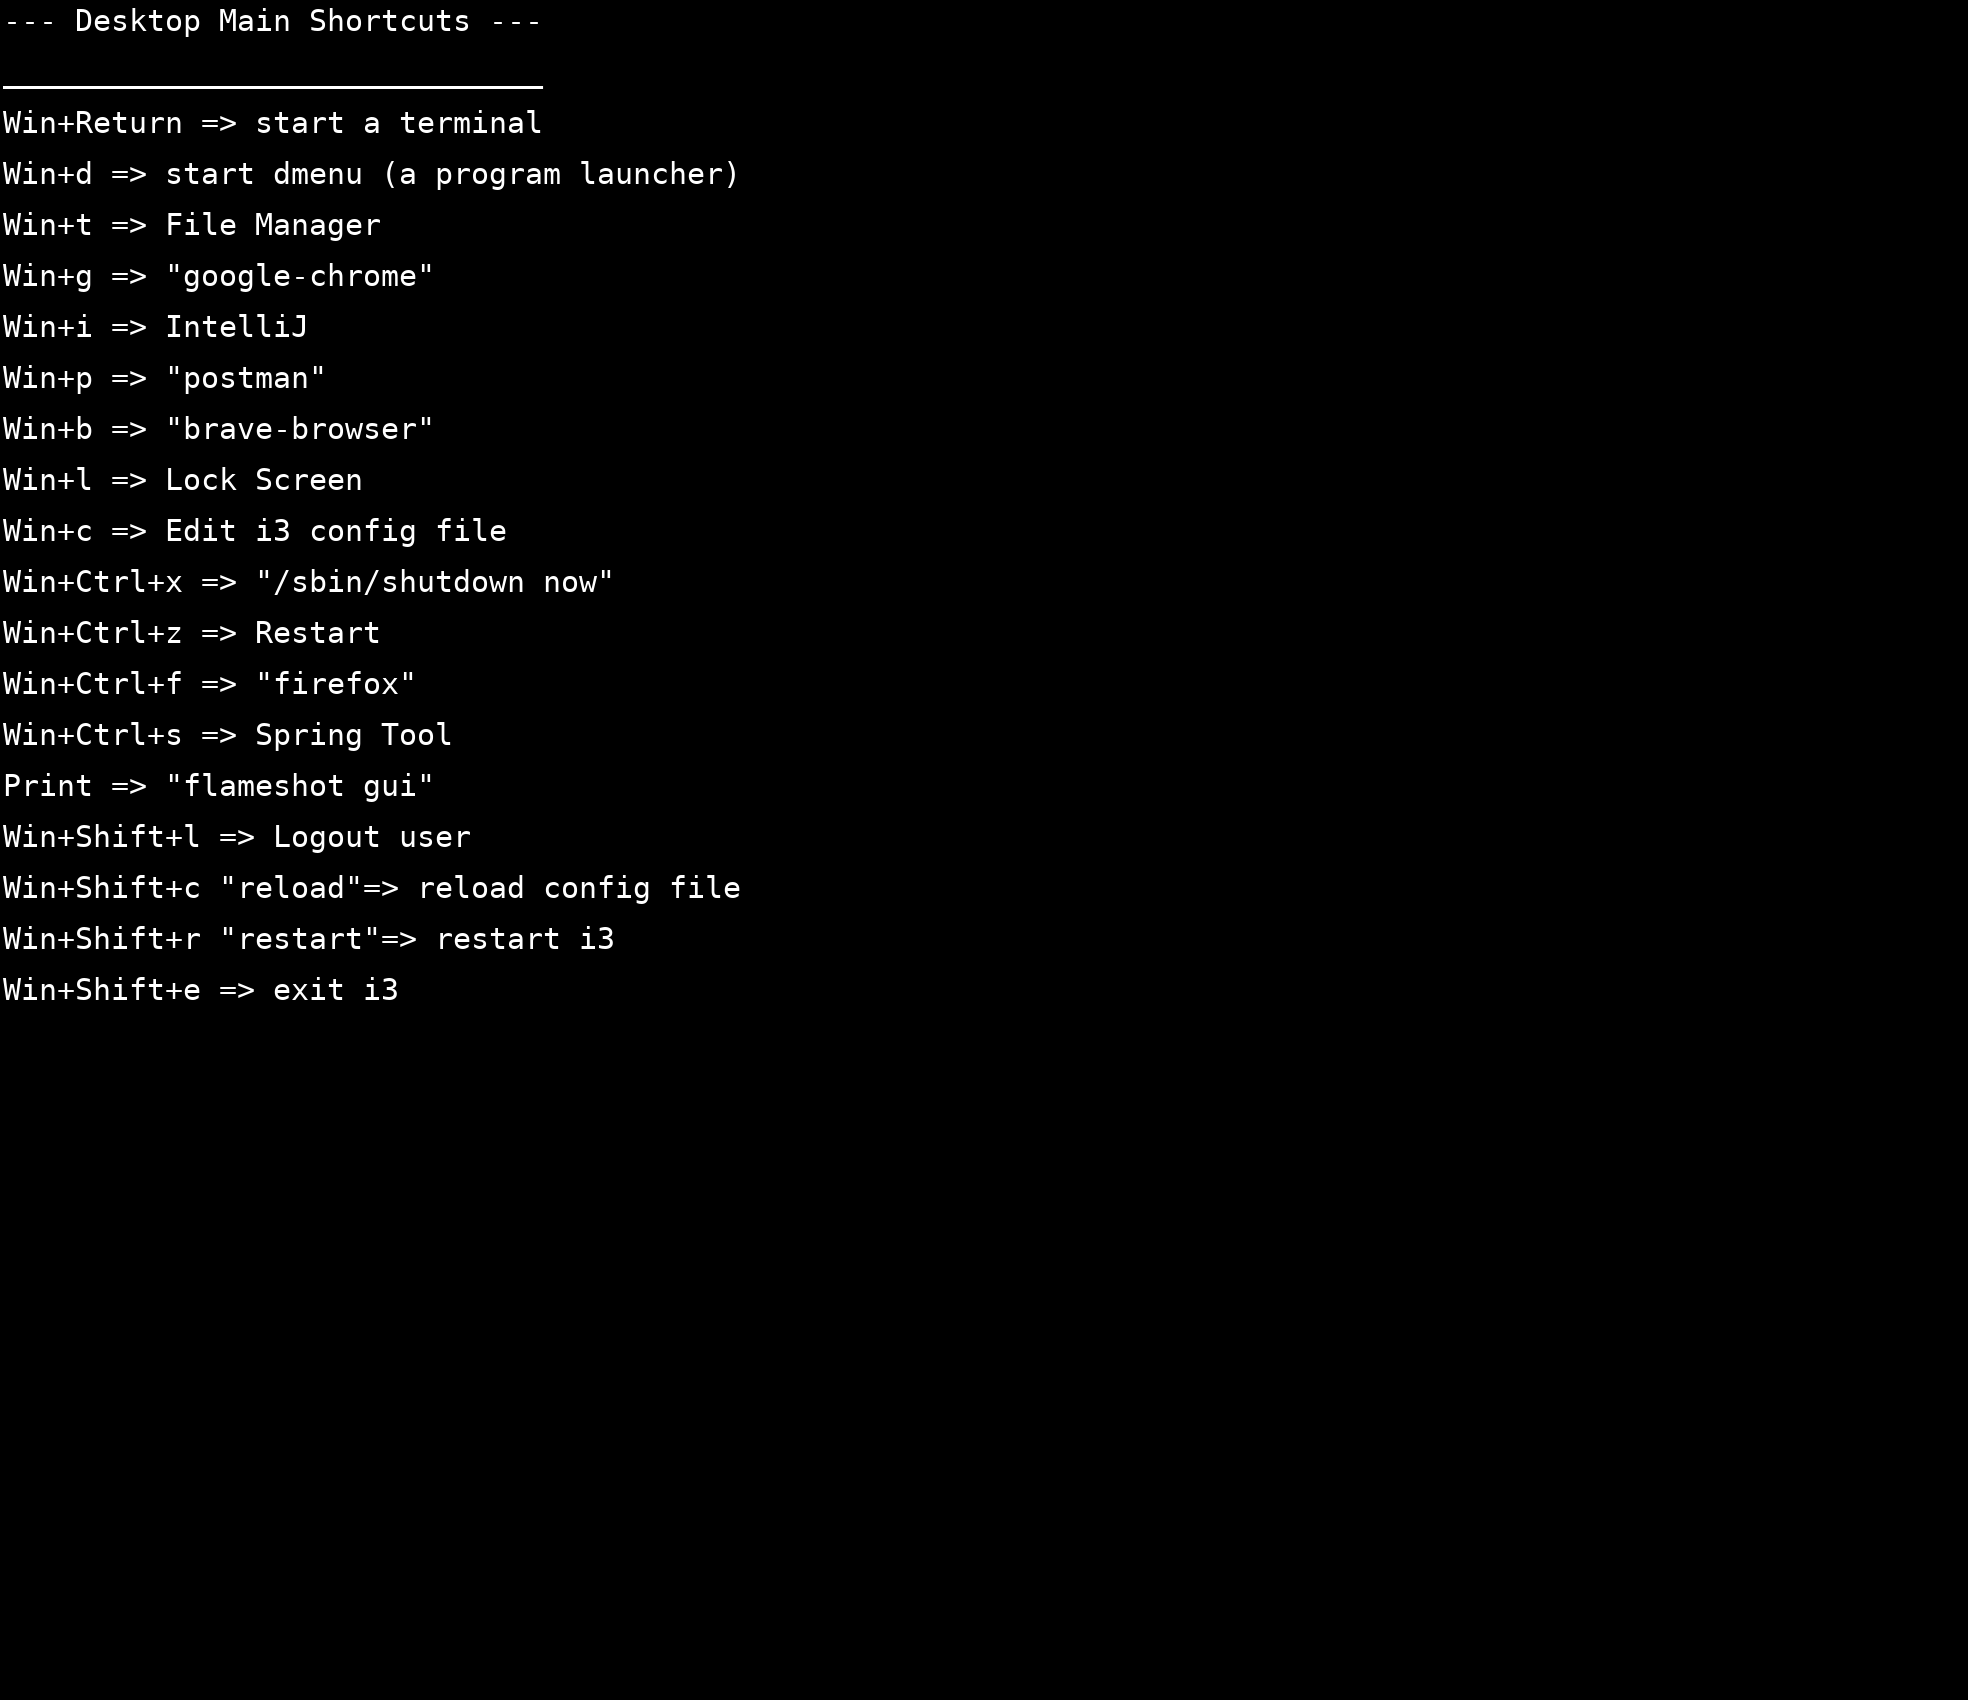 --- Desktop Main Shortcuts ---
______________________________
Win+Return => start a terminal
Win+d => start dmenu (a program launcher)
Win+t => File Manager
Win+g => "google-chrome"
Win+i => IntelliJ
Win+p => "postman"
Win+b => "brave-browser"
Win+l => Lock Screen
Win+c => Edit i3 config file
Win+Ctrl+x => "/sbin/shutdown now"
Win+Ctrl+z => Restart
Win+Ctrl+f => "firefox"
Win+Ctrl+s => Spring Tool
Print => "flameshot gui"
Win+Shift+l => Logout user
Win+Shift+c "reload"=> reload config file
Win+Shift+r "restart"=> restart i3
Win+Shift+e => exit i3